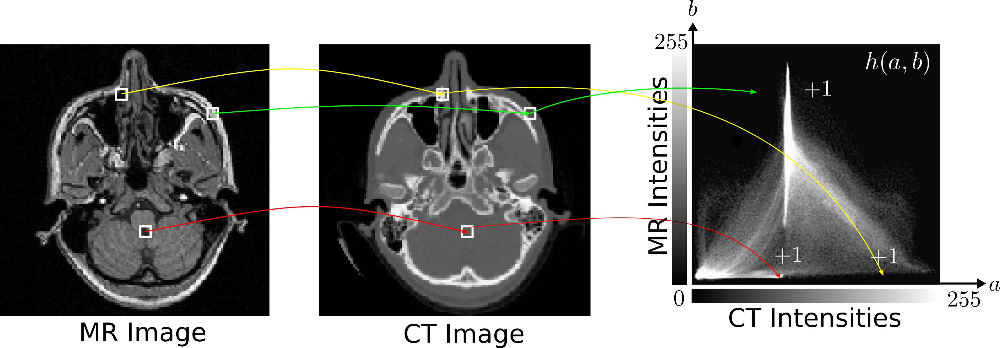 b
255
h(a, b)
+1
MR Intensities
+1
+1
0
a
255
CT Intensities
MR Image
CT Image